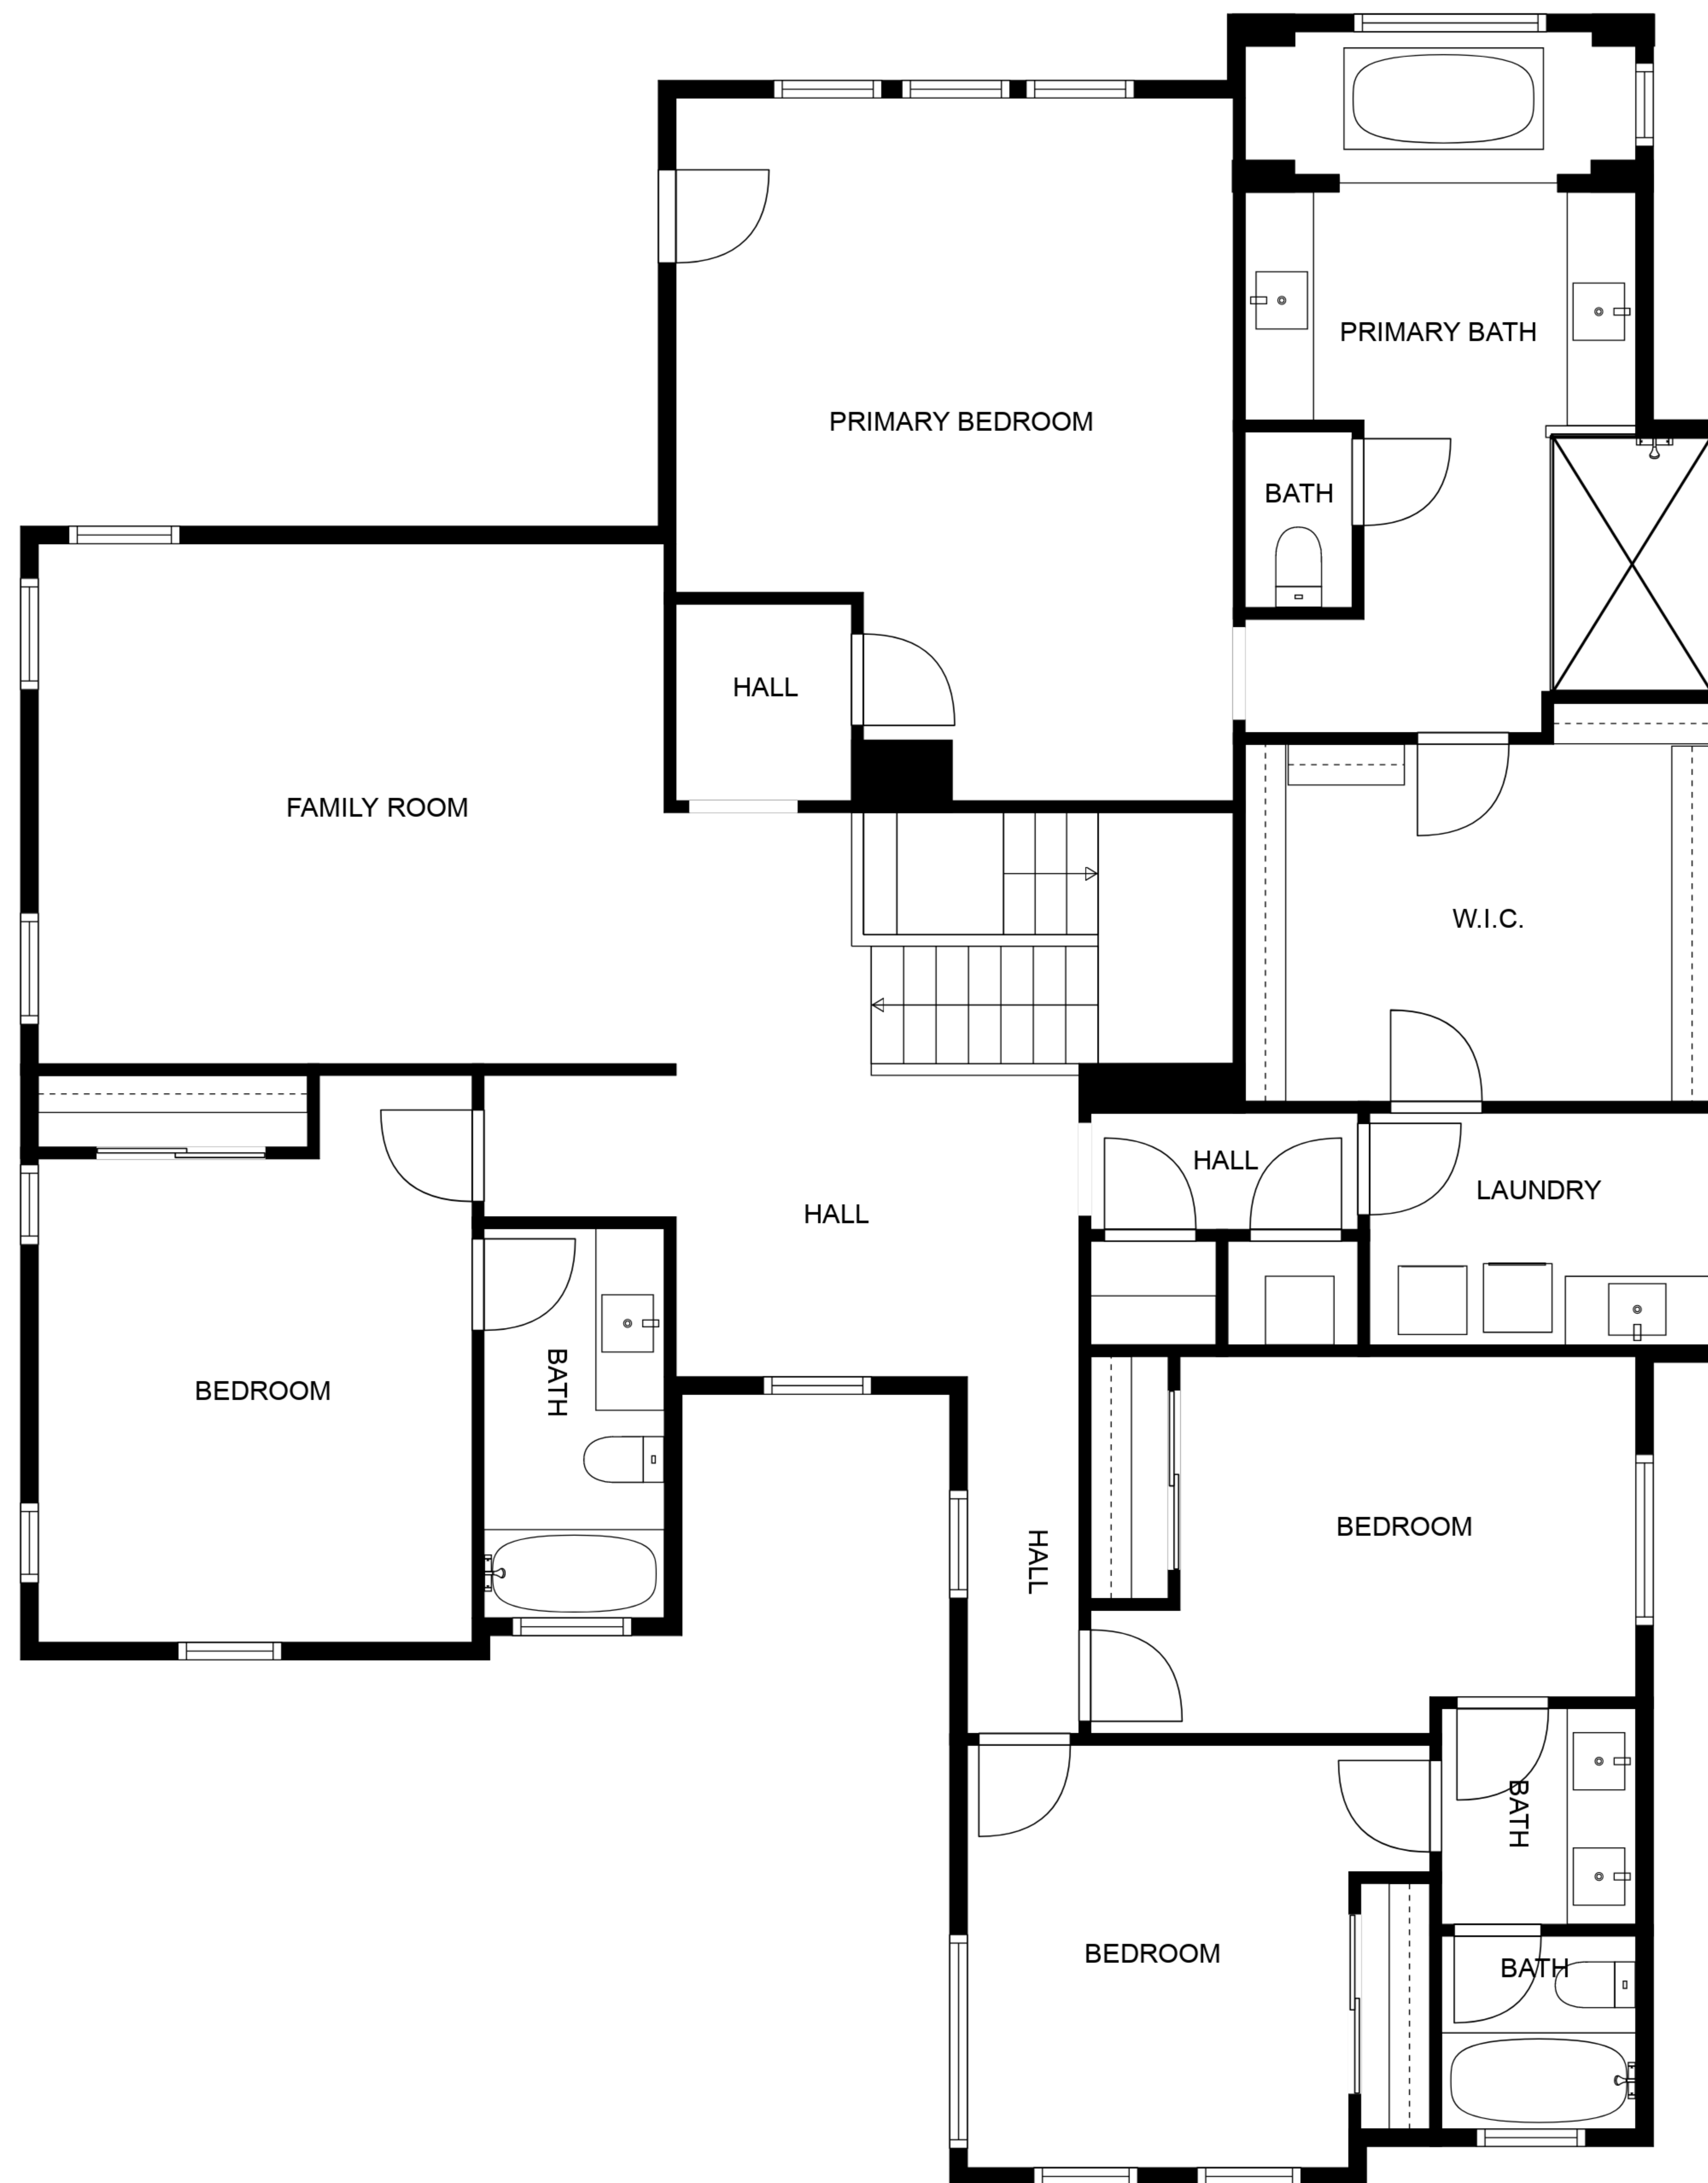 PRIMARY BATH
PRIMARY BEDROOM
BATH
HALL
FAMILY ROOM
W.I.C.
HALL
LAUNDRY
HALL
BATH
BEDROOM
BEDROOM
HALL
BATH
BEDROOM
BATH